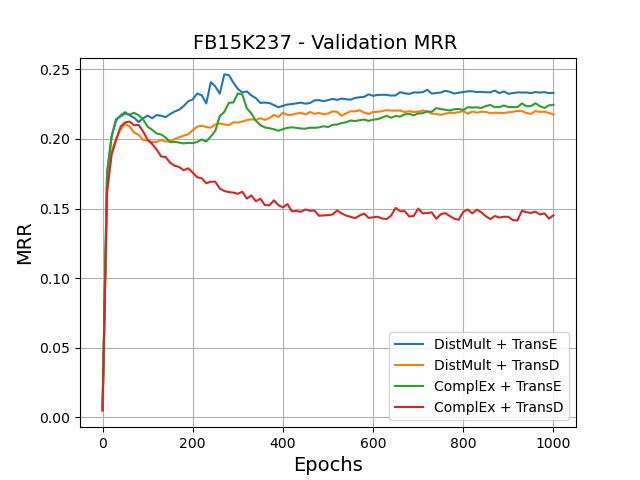 FB15K237 - Validation MRR
MRR
0.25
0.20
0.15
0.10
0.05
0.00
0
200
400
600
800
1000
Epochs
DistMult + TransE
DistMult + TransD
ComplEx + TransE
ComplEx + TransD